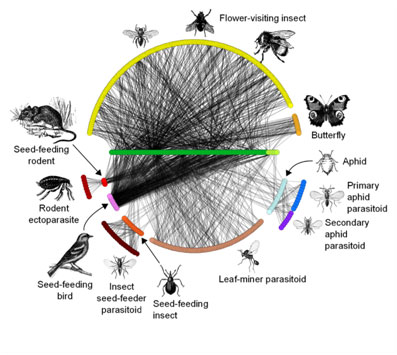 Flower-visiting insect
Butterfly
Seed-feeding
rodent
Aphid
Rodent
ectoparasite
Primary
aphid
parasitoid
Secondary
aphid
parasitoid
Seed-feeding
bird
Insect
seed-feeder
parasitoid
Seed-feeding
insect
Leaf-miner parasitoid